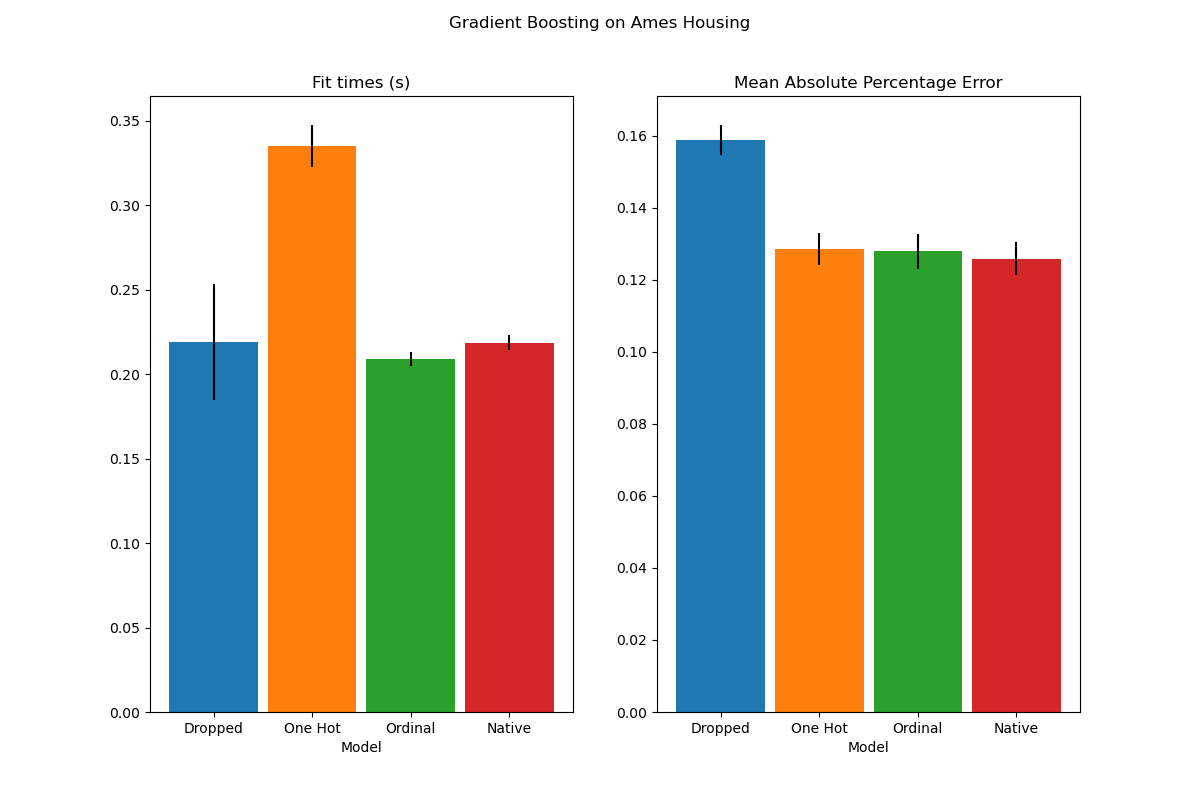 Gradient Boosting on Ames Housing
Fit times (s)
0.35
0.30
0.25
0.20
0.15
0.10
0.05
0.00
Dropped One Hot Ordinal Native
Model
Mean Absolute Percentage Error
0.16
0.14
0.12
0.10
0.08
0.06
0.04
0.02
0.00
Dropped One Hot Ordinal Native
Model